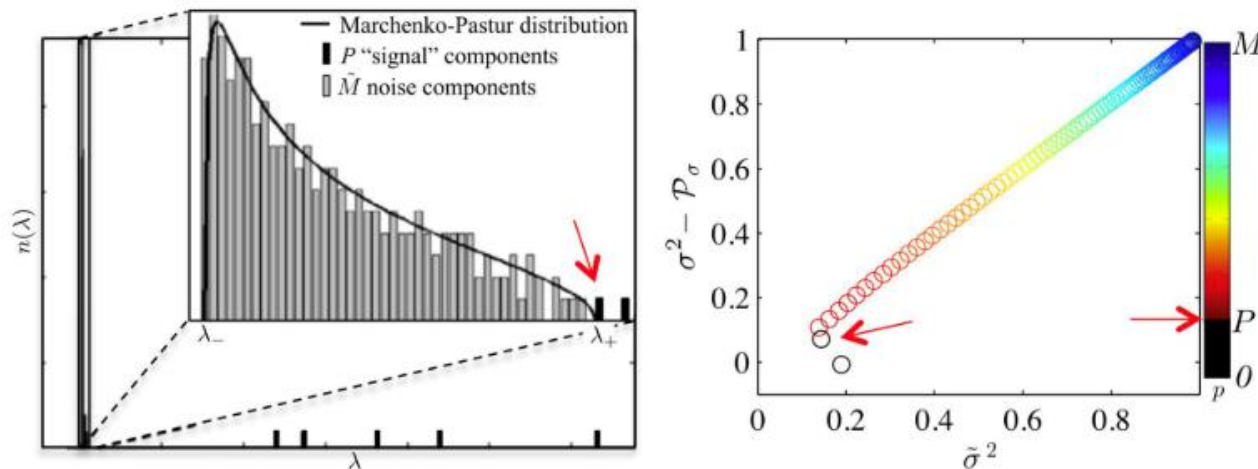 Marchenko-Pastur distribution
P “signal” components
M̃ noise components
n(λ)
λ₋
λ₊
λ
1
0.8
0.6
0.4
0.2
0
σ² − 𝒫σ
0
0.2
0.4
0.6
0.8
σ̃²
M
P
0
p